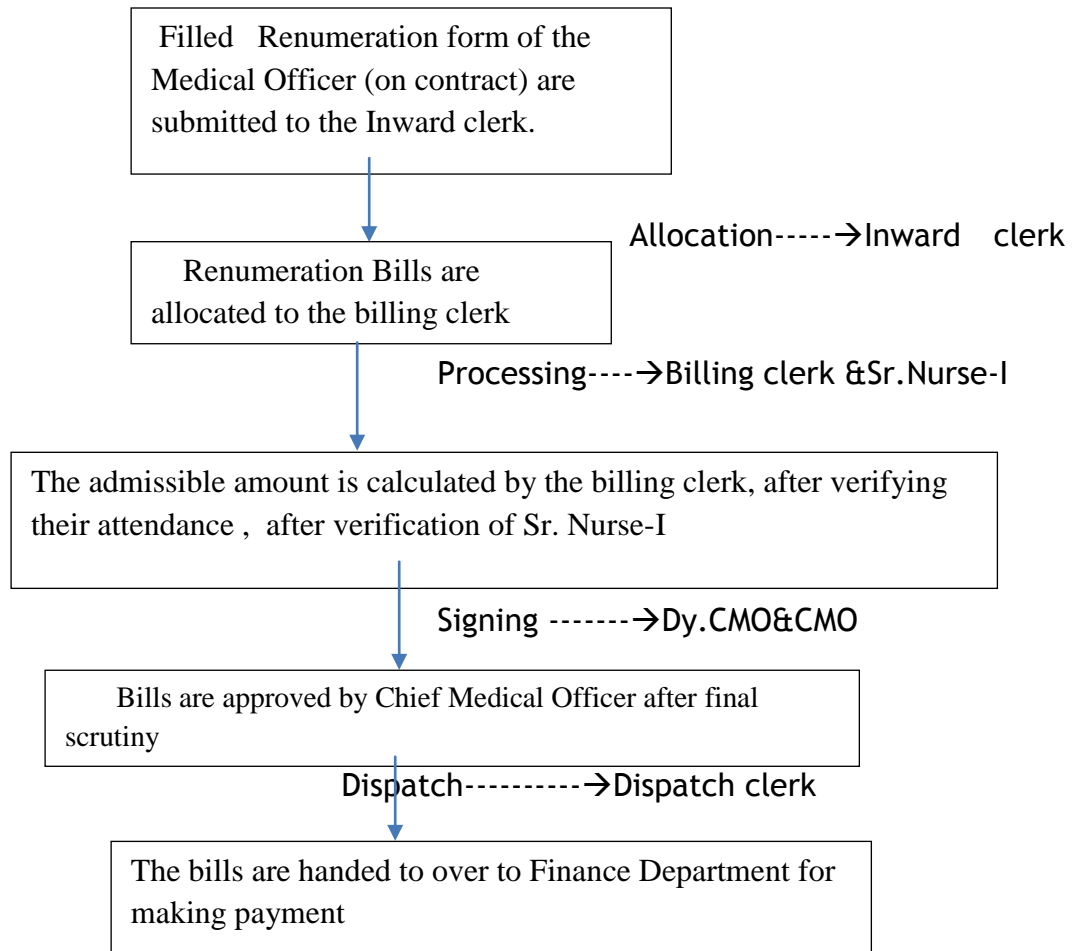 Filled Renumeration form of the
Medical Officer (on contract) are
submitted to the Inward clerk.
Allocation-----→Inward clerk
Renumeration Bills are
allocated to the billing clerk
Processing----→Billing clerk &Sr.Nurse-I
The admissible amount is calculated by the billing clerk, after verifying
their attendance , after verification of Sr. Nurse-I
Signing -------→Dy.CMO&CMO
Bills are approved by Chief Medical Officer after final
scrutiny
Dispatch----------→Dispatch clerk
The bills are handed to over to Finance Department for
making payment